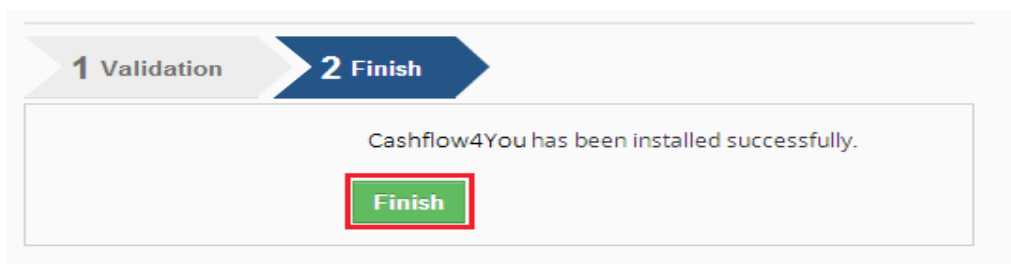 1 Validation 2 Finish
Cashflow4You has been installed successfully.
Finish